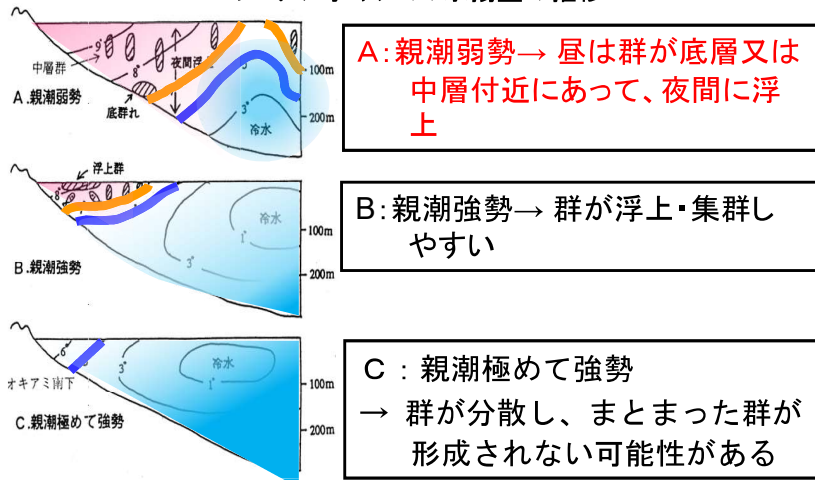 9°
中層群
8°
夜間浮上
5
100m
A.親潮弱勢
底群れ
3°
冷水
200m
A:親潮弱勢→ 昼は群が底層又は
中層付近にあって、夜間に浮
上
浮上群
8
冷水
1°
3°
100m
200m
B.親潮強勢
B:親潮強勢→ 群が浮上・集群し
やすい
6°
3°
冷水
1°
オキアミ南下
100m
200m
C.親潮極めて強勢
C:親潮極めて強勢
→ 群が分散し、まとまった群が
形成されない可能性がある